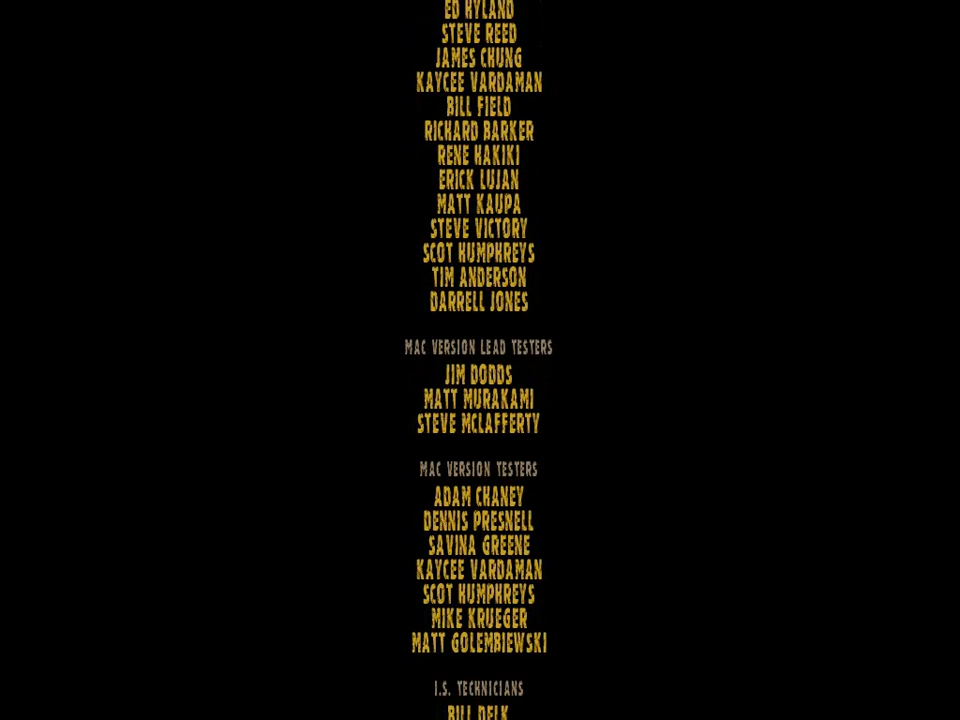 ED HYLAND
STEVE REED
JAMES CHUNG
KAYCEE VARDAMAN
BILL FIELD
RICHARD BARKER
RENE HAKIKI
ERICK LUJAN
MATT KAUPA
STEVE VICTORY
SCOT HUMPHREYS
TIM ANDERSON
DARRELL JONES
MAC VERSION LEAD TESTERS
JIM DODDS
MATT MURAKAMI
STEVE MCLAFFERTY
MAC VERSION TESTERS
ADAM CHANEY
DENNIS PRESNELL
SAVINA GREENE
KAYCEE VARDAMAN
SCOT HUMPHREYS
MIKE KRUEGER
MATT GOLEMBIEWSKI
I.S. TECHNICIANS
BILL DELK